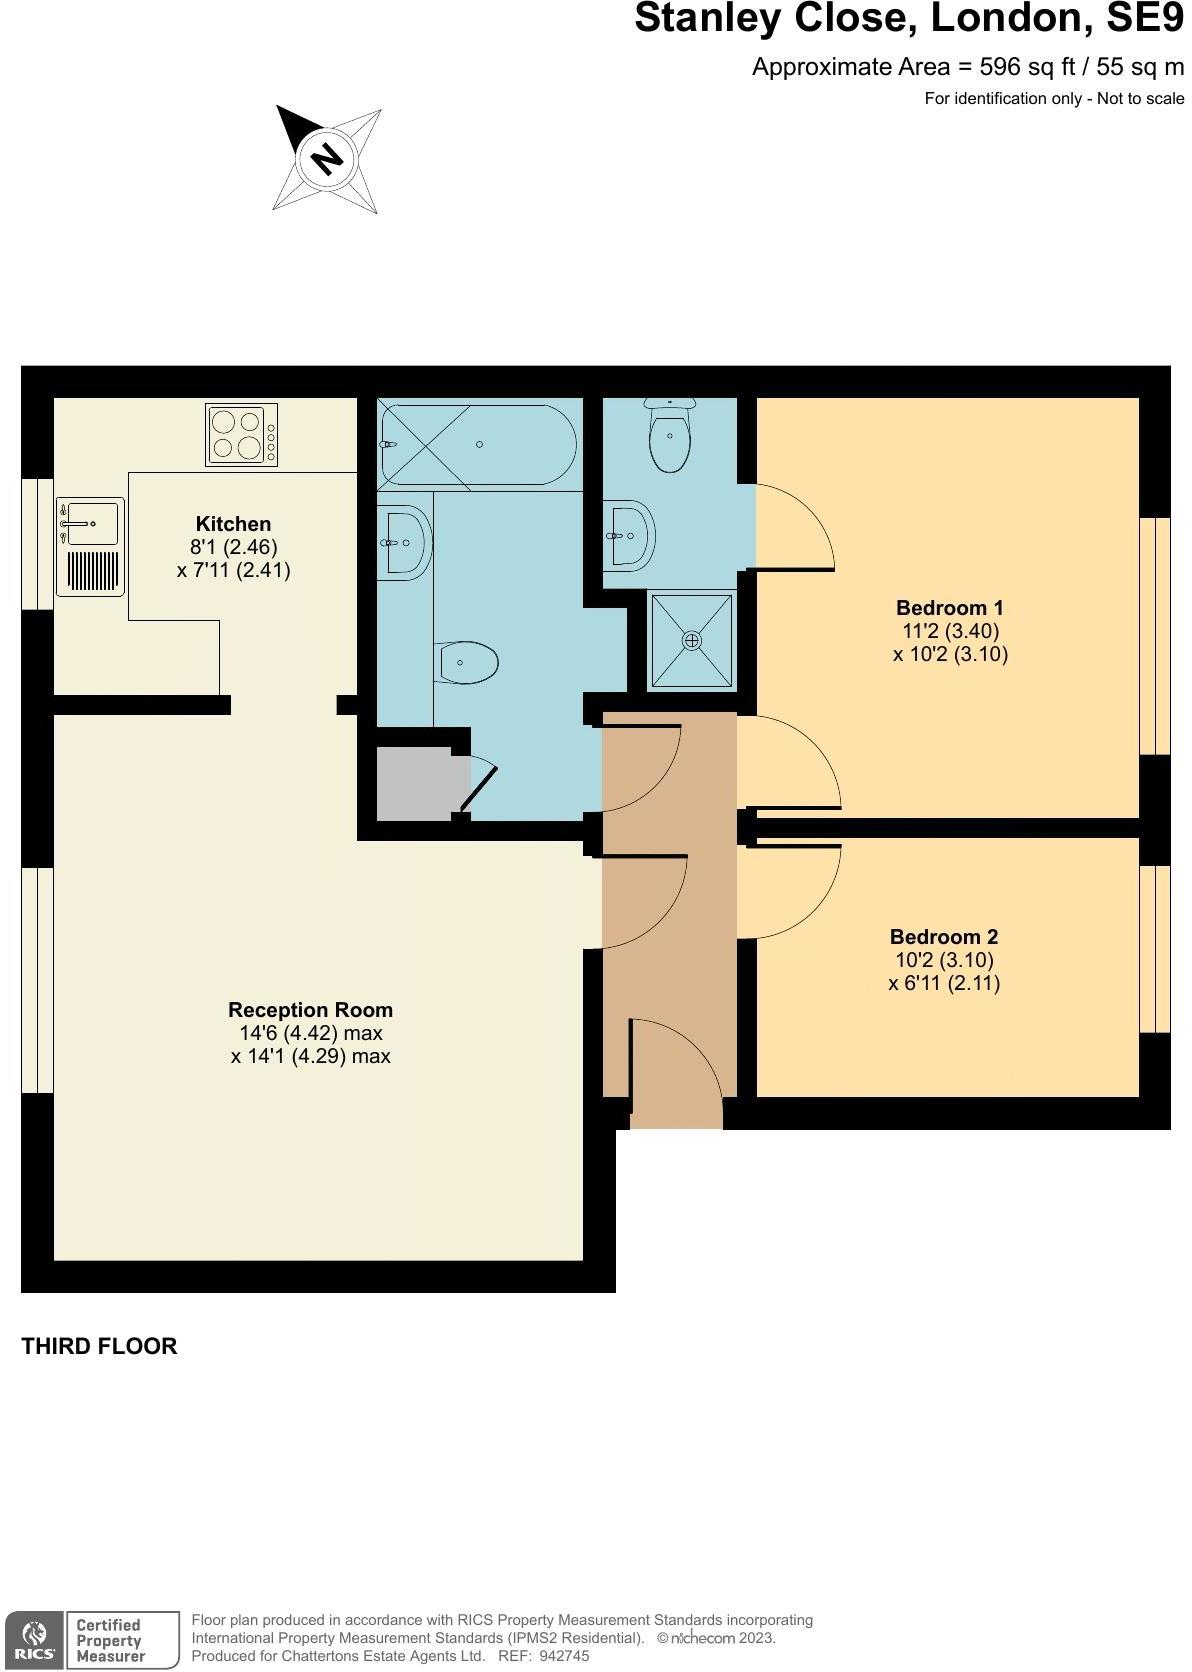 Stanley Close, London, SE9
Approximate Area = 596 sq ft / 55 sq m
For identification only - Not to scale
N
Kitchen
8'1 (2.46)
x 7'11 (2.41)
Bedroom 1
11'2 (3.40)
x 10'2 (3.10)
Bedroom 2
10'2 (3.10)
x 6'11 (2.11)
Reception Room
14'6 (4.42) max
x 14'1 (4.29) max
THIRD FLOOR
RICS
Certified
Property
Measurer
Floor plan produced in accordance with RICS Property Measurement Standards incorporating
International Property Measurement Standards (IPMS2 Residential). © nichecom 2023.
Produced for Chattertons Estate Agents Ltd. REF: 942745